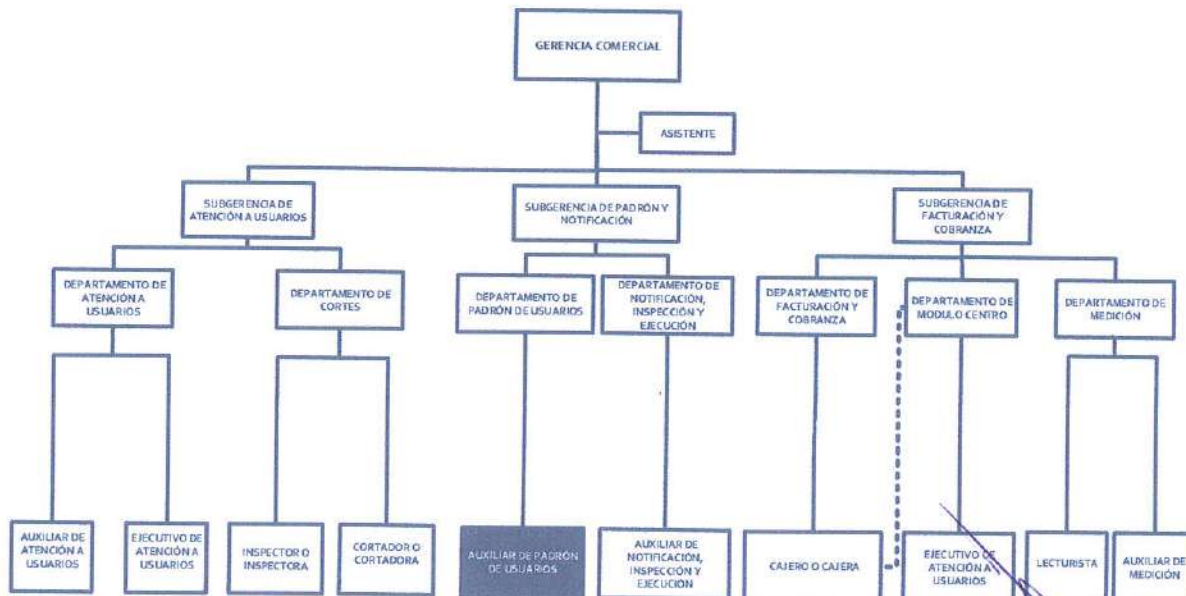 GERENCIA COMERCIAL
ASISTENTE
SUBGERENCIA DE
ATENCIÓN A USUARIOS
SUBGERENCIA DE PADRÓN Y
NOTIFICACIÓN
SUBGERENCIA DE
FACTURACIÓN Y
COBRANZA
DEPARTAMENTO DE
ATENCIÓN A
USUARIOS
DEPARTAMENTO DE
CORTES
DEPARTAMENTO DE
PADRÓN DE USUARIOS
DEPARTAMENTO DE
NOTIFICACIÓN,
INSPECCIÓN Y
EJECUCIÓN
DEPARTAMENTO DE
FACTURACIÓN Y
COBRANZA
DEPARTAMENTO DE
MODULO CENTRO
DEPARTAMENTO DE
MEDICIÓN
AUXILIAR DE
ATENCIÓN A
USUARIOS
EJECUTIVO DE
ATENCIÓN A
USUARIOS
INSPECTOR O
INSPECTORA
CORTADOR O
CORTADORA
AUXILIAR DE PADRÓN
DE USUARIOS
AUXILIAR DE
NOTIFICACIÓN,
INSPECCIÓN Y
EJECUCIÓN
CAJERO O CAJERA
EJECUTIVO DE
ATENCIÓN A
USUARIOS
LECTURISTA
AUXILIAR DE
MEDICIÓN